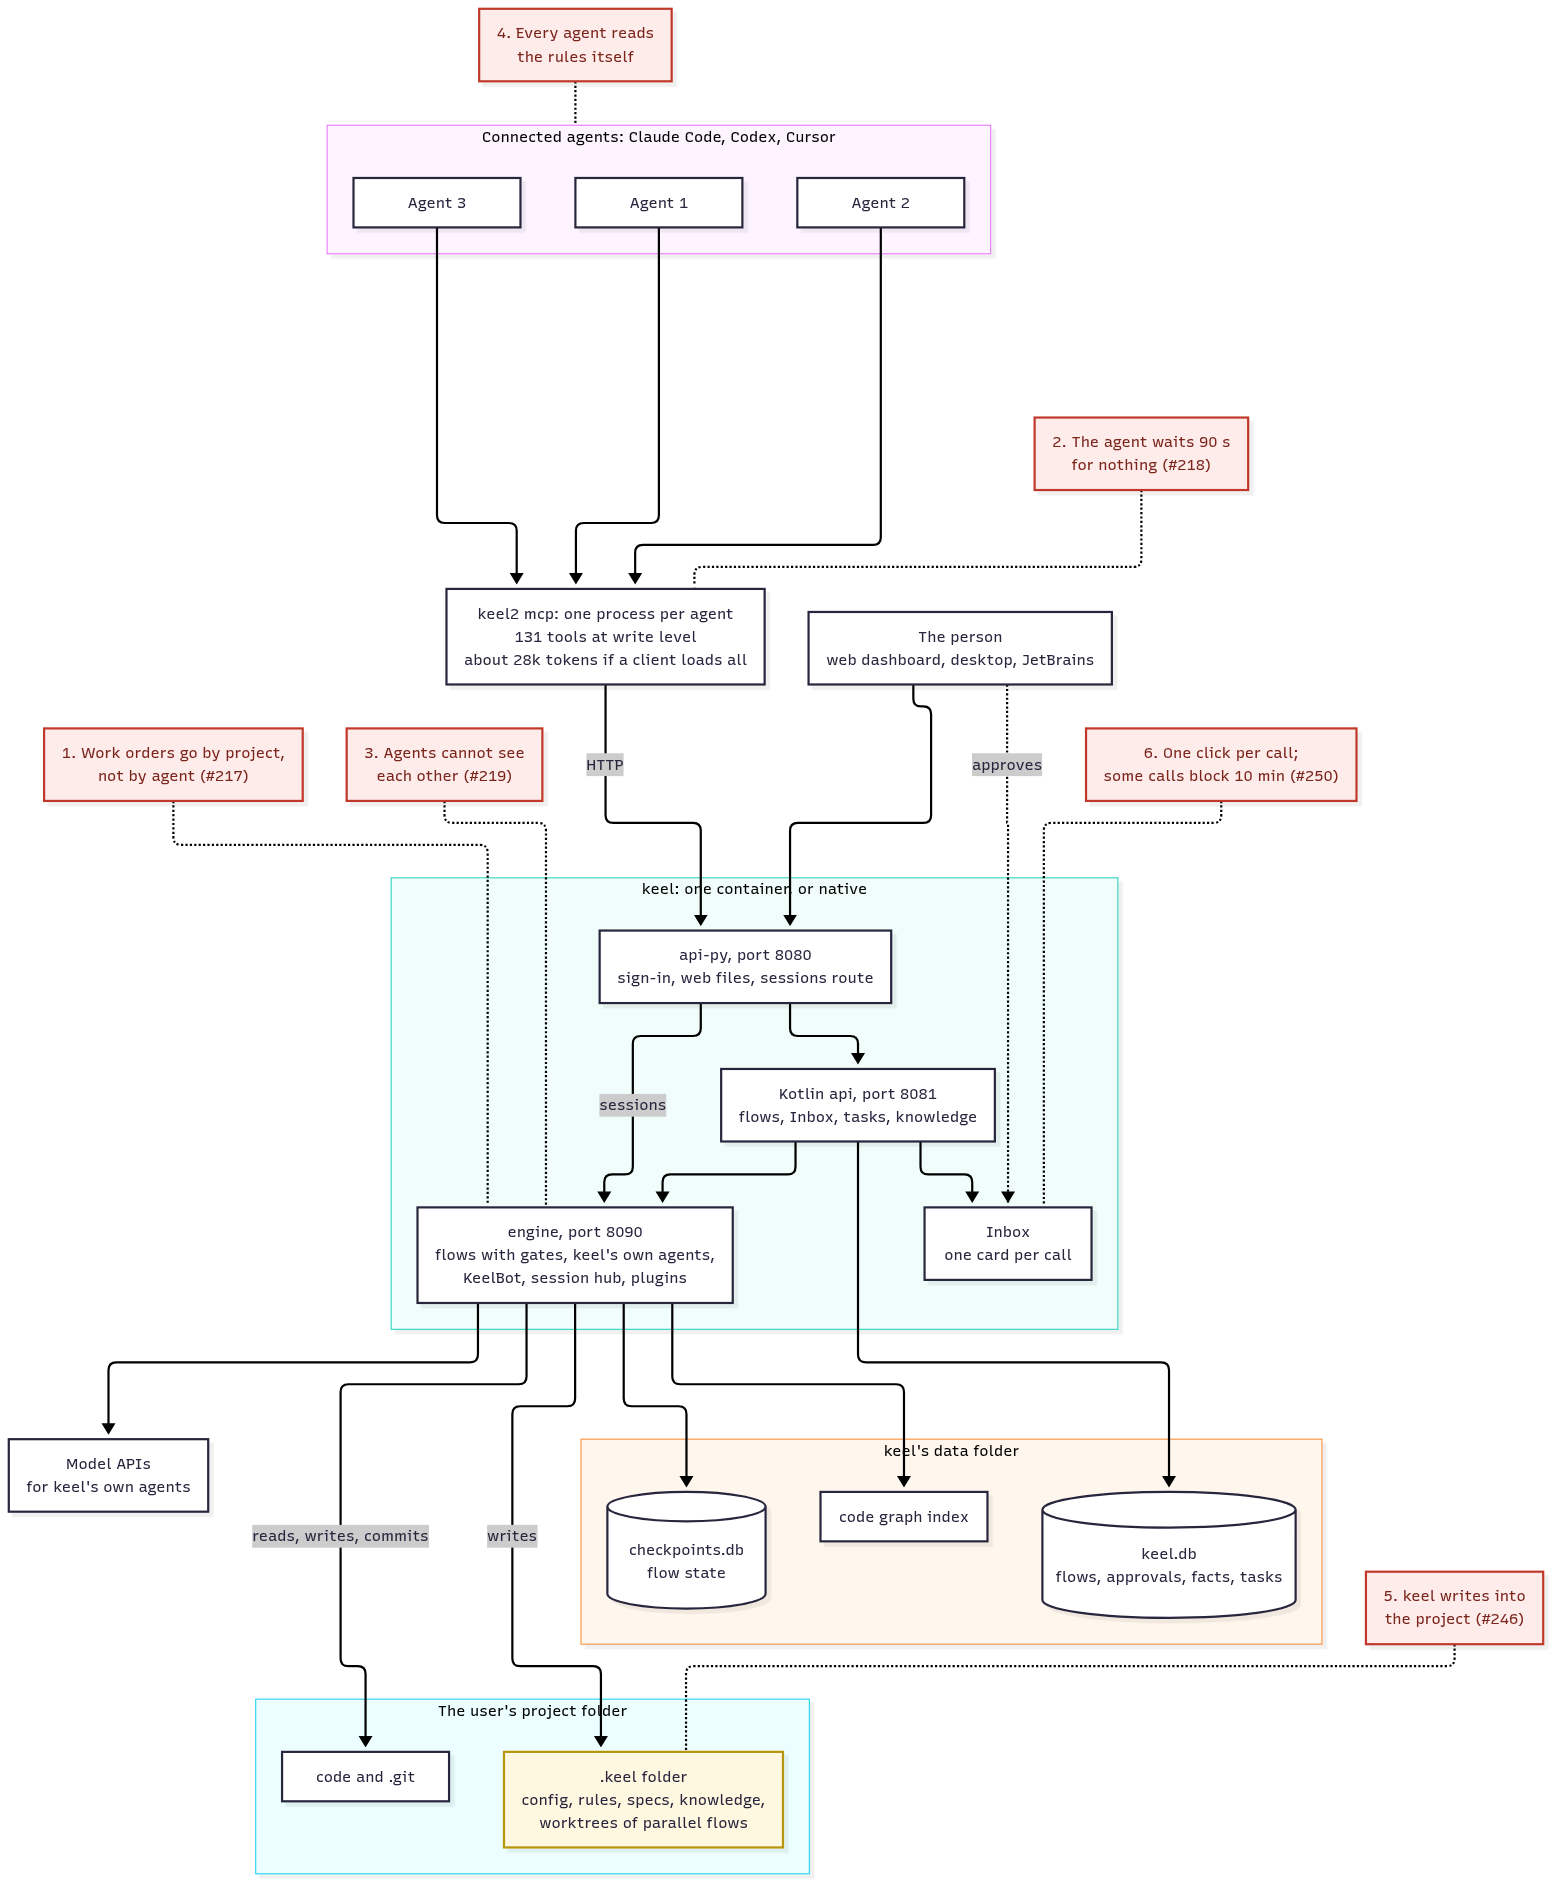 4. Every agent reads
the rules itself
Connected agents: Claude Code, Codex, Cursor
Agent 3
Agent 1
Agent 2
2. The agent waits 90 s
for nothing (#218)
keel2 mcp: one process per agent
131 tools at write level
about 28k tokens if a client loads all
The person
web dashboard, desktop, JetBrains
1. Work orders go by project,
not by agent (#217)
3. Agents cannot see
each other (#219)
HTTP
approves
6. One click per call;
some calls block 10 min (#250)
keel: one container or native
api-py, port 8080
sign-in, web files, sessions route
sessions
Kotlin api, port 8081
flows, Inbox, tasks, knowledge
engine, port 8090
flows with gates, keel's own agents,
KeelBot, session hub, plugins
Inbox
one card per call
Model APIs
for keel's own agents
reads, writes, commits
writes
keel's data folder
checkpoints.db
flow state
code graph index
keel.db
flows, approvals, facts, tasks
5. keel writes into
the project (#246)
The user's project folder
code and .git
.keel folder
config, rules, specs, knowledge,
worktrees of parallel flows